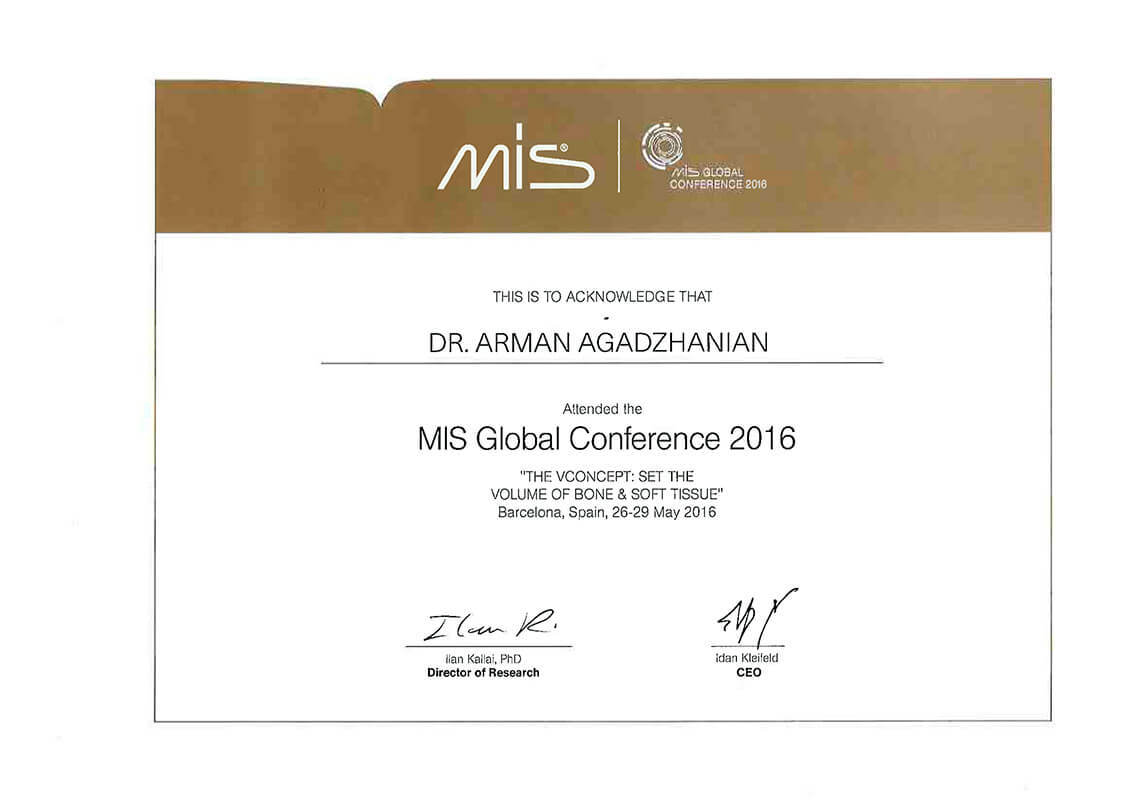 mis®
mis GLOBAL
CONFERENCE 2016
THIS IS TO ACKNOWLEDGE THAT
DR. ARMAN AGADZHANIAN
Attended the
MIS Global Conference 2016
"THE VCONCEPT: SET THE
VOLUME OF BONE & SOFT TISSUE"
Barcelona, Spain, 26-29 May 2016
Ilan R.
Ilan Kallai, PhD
Director of Research
Idan Kleifeld
CEO